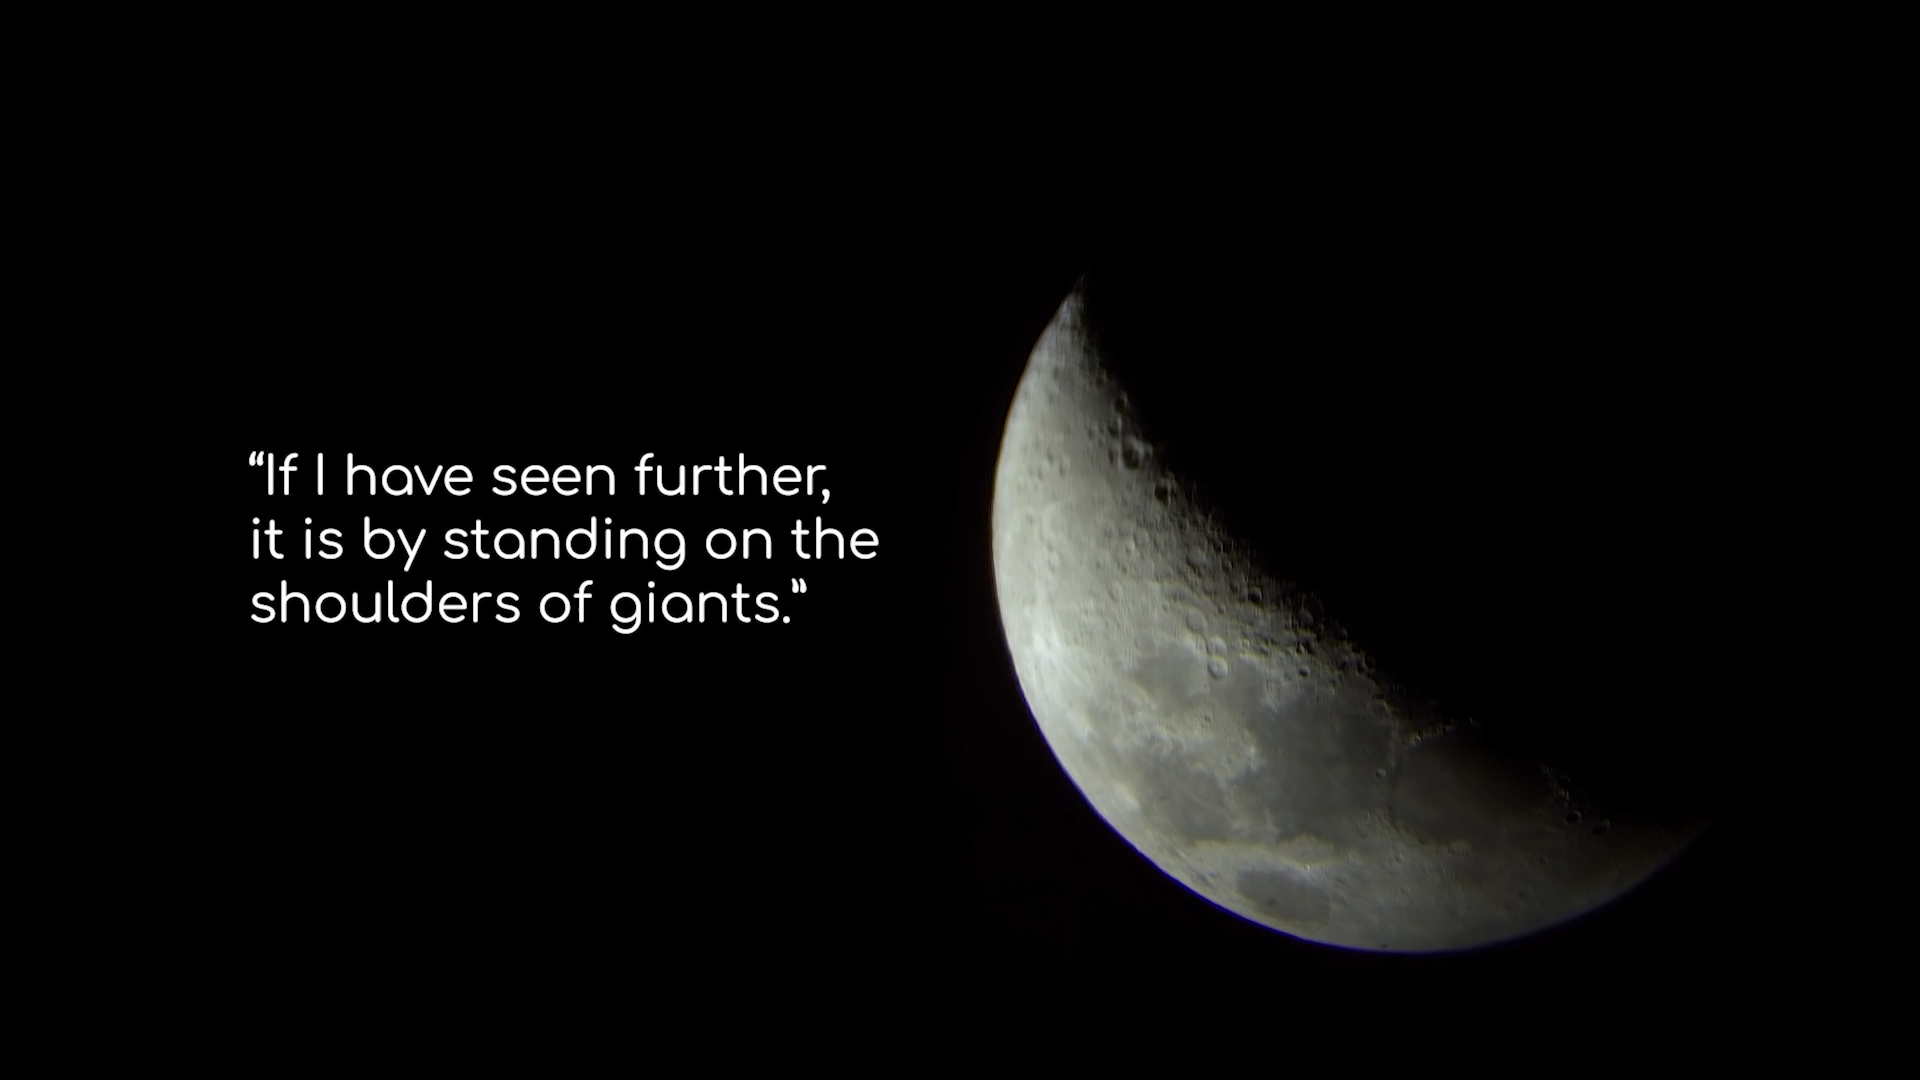 “If I have seen further,
it is by standing on the
shoulders of giants.”